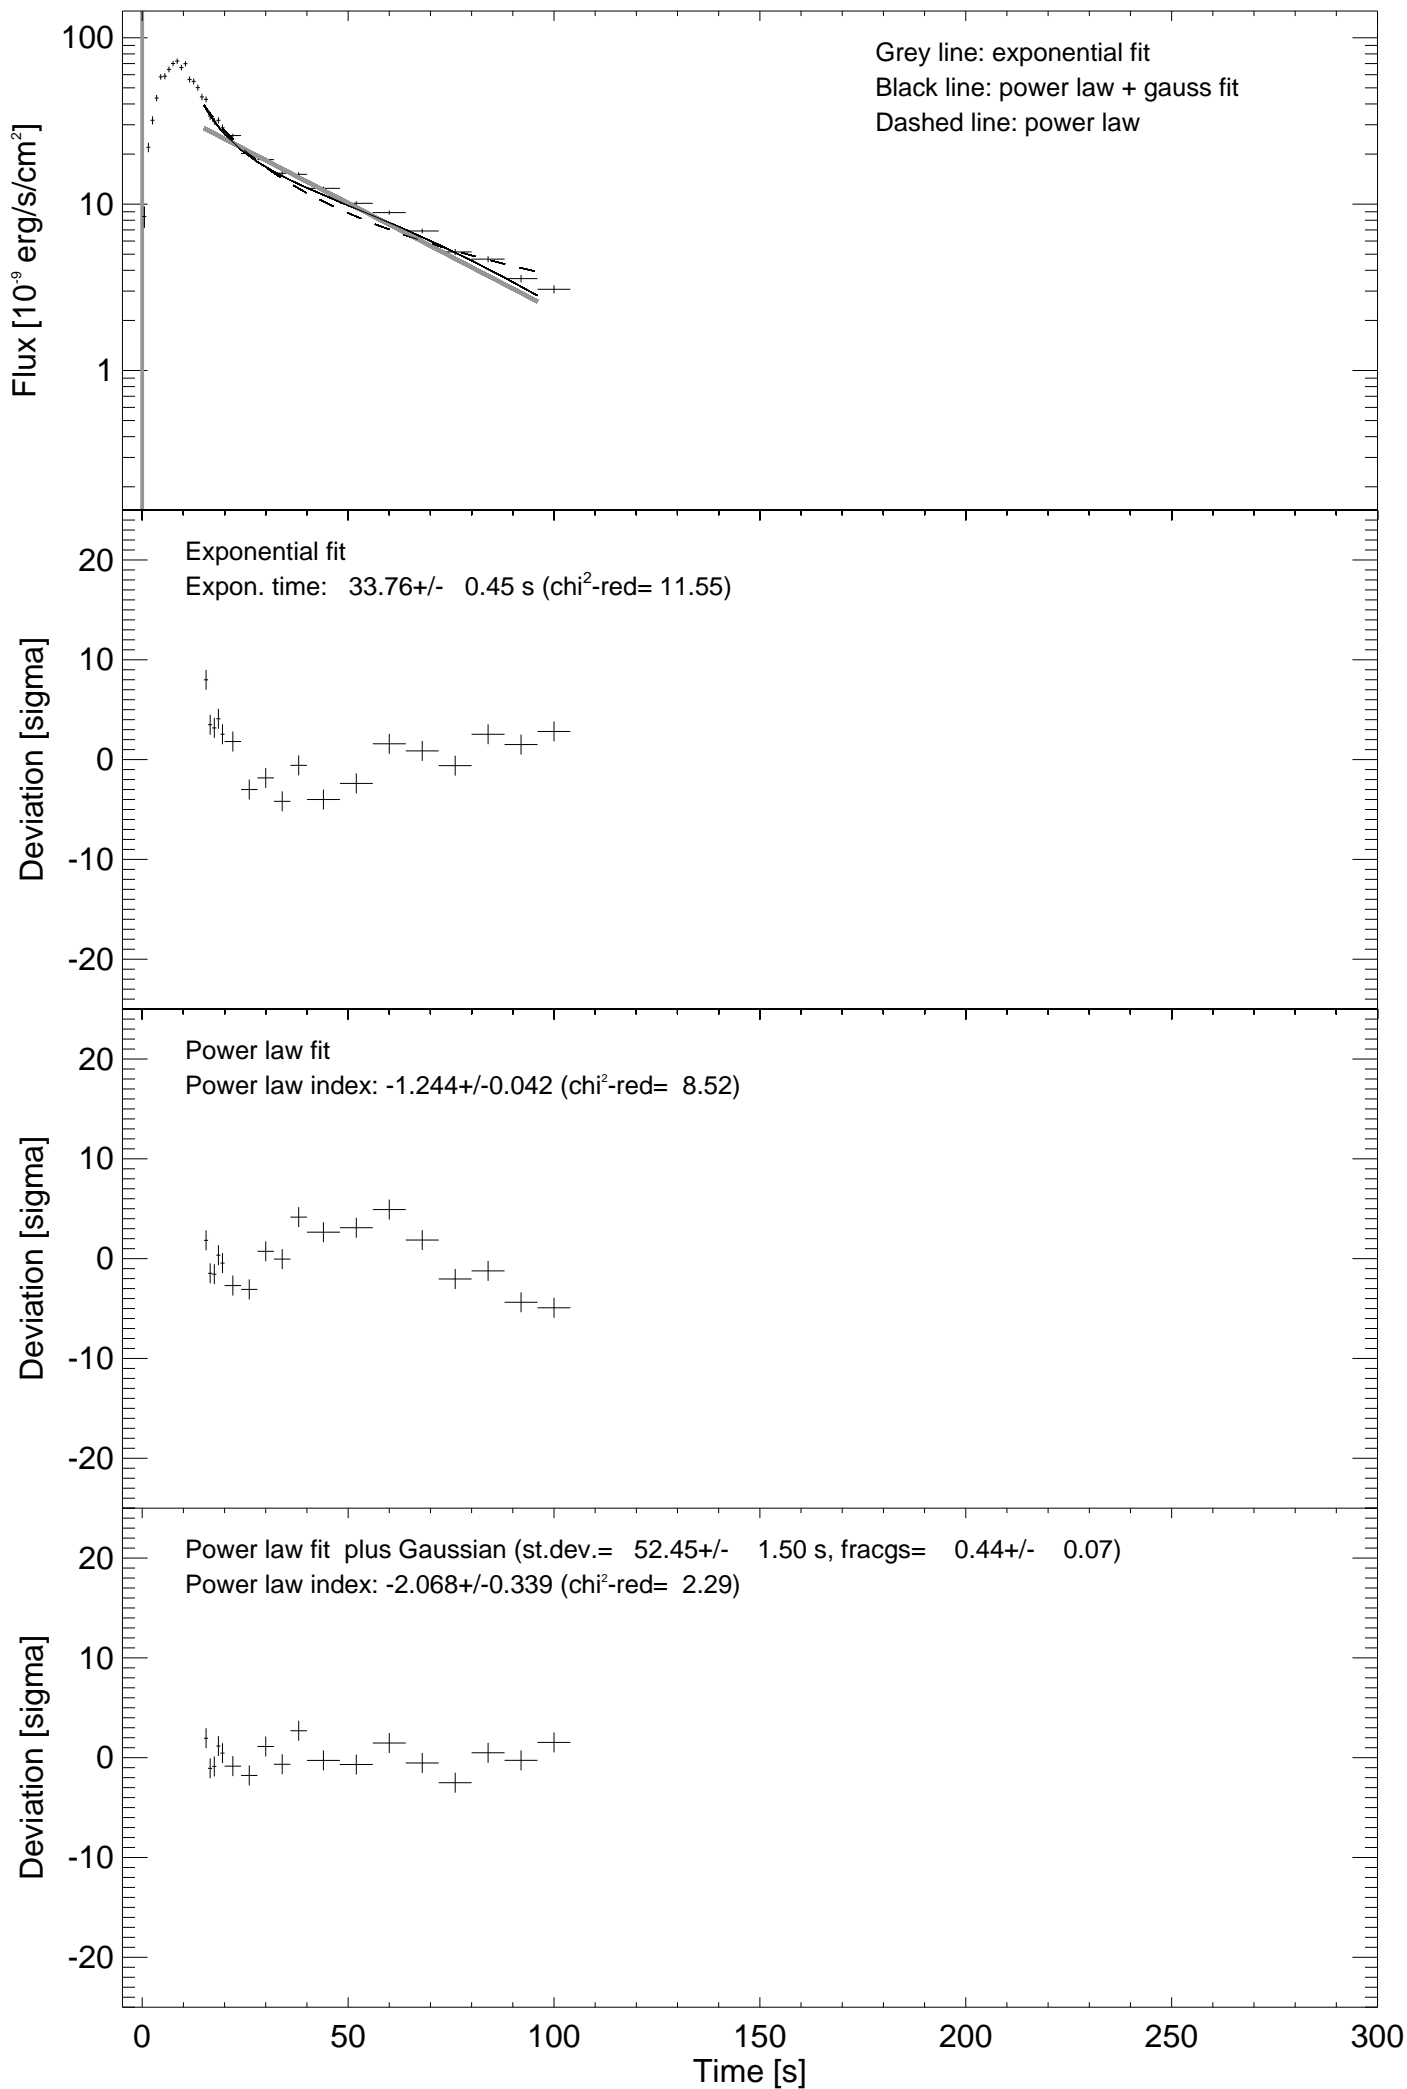 100
10
1
Flux [10⁻⁹ erg/s/cm²]
Grey line: exponential fit
Black line: power law + gauss fit
Dashed line: power law
20
10
0
-10
-20
Deviation [sigma]
Exponential fit
Expon. time: 33.76+/- 0.45 s (chi²-red= 11.55)
20
10
0
-10
-20
Deviation [sigma]
Power law fit
Power law index: -1.244+/-0.042 (chi²-red= 8.52)
20
10
0
-10
-20
Deviation [sigma]
Power law fit plus Gaussian (st.dev.= 52.45+/- 1.50 s, fracgs= 0.44+/- 0.07)
Power law index: -2.068+/-0.339 (chi²-red= 2.29)
0 50 100 150 200 250 300
Time [s]